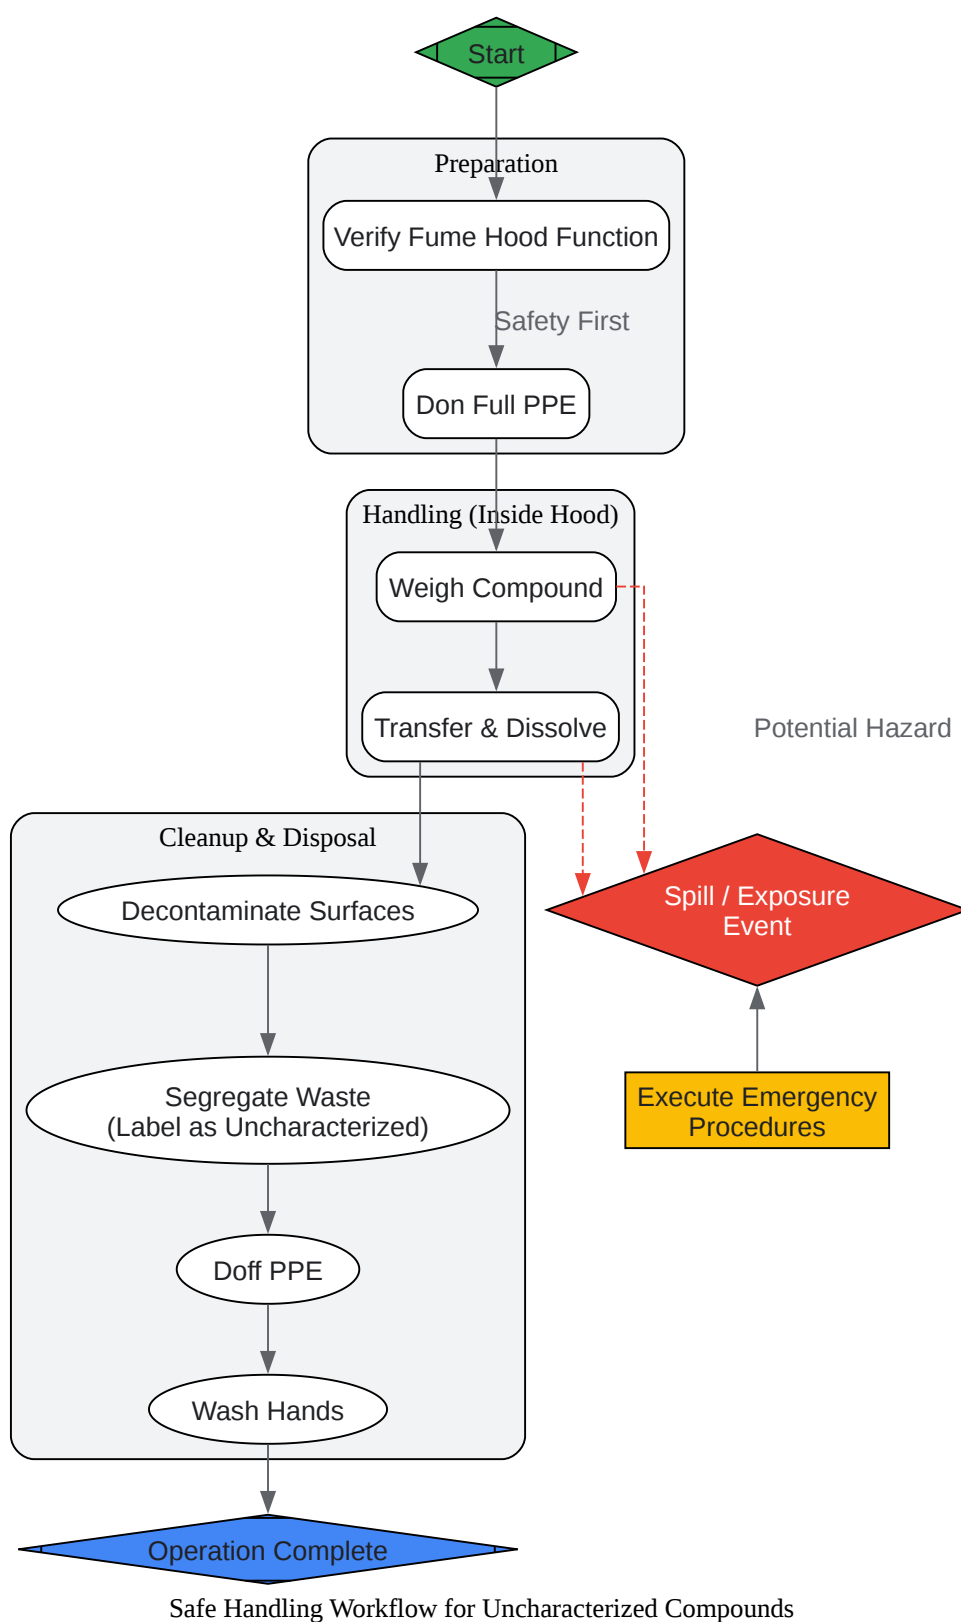 Start
Preparation
Verify Fume Hood Function
Safety First
Don Full PPE
Handling (Inside Hood)
Weigh Compound
Transfer & Dissolve
Potential Hazard
Cleanup & Disposal
Decontaminate Surfaces
Spill / Exposure
Event
Segregate Waste
(Label as Uncharacterized)
Execute Emergency
Procedures
Doff PPE
Wash Hands
Operation Complete
Safe Handling Workflow for Uncharacterized Compounds